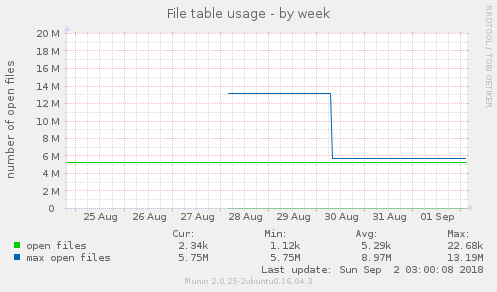 File table usage - by week
RRDTOOL / TOBI OETIKER
number of open files
20 M
18 M
16 M
14 M
12 M
10 M
8 M
6 M
4 M
2 M
0
25 Aug 26 Aug 27 Aug 28 Aug 29 Aug 30 Aug 31 Aug 01 Sep
Cur: Min: Avg: Max:
open files 2.34k 1.12k 5.29k 22.68k
max open files 5.75M 5.75M 8.97M 13.19M
Last update: Sun Sep 2 03:00:08 2018
Munin 2.0.25-2ubuntu0.16.04.3